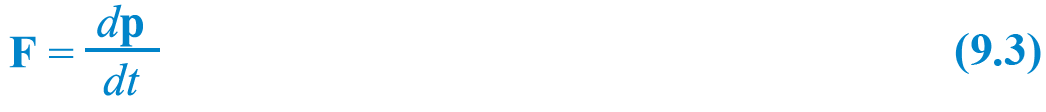 F = dp/dt (9.3)